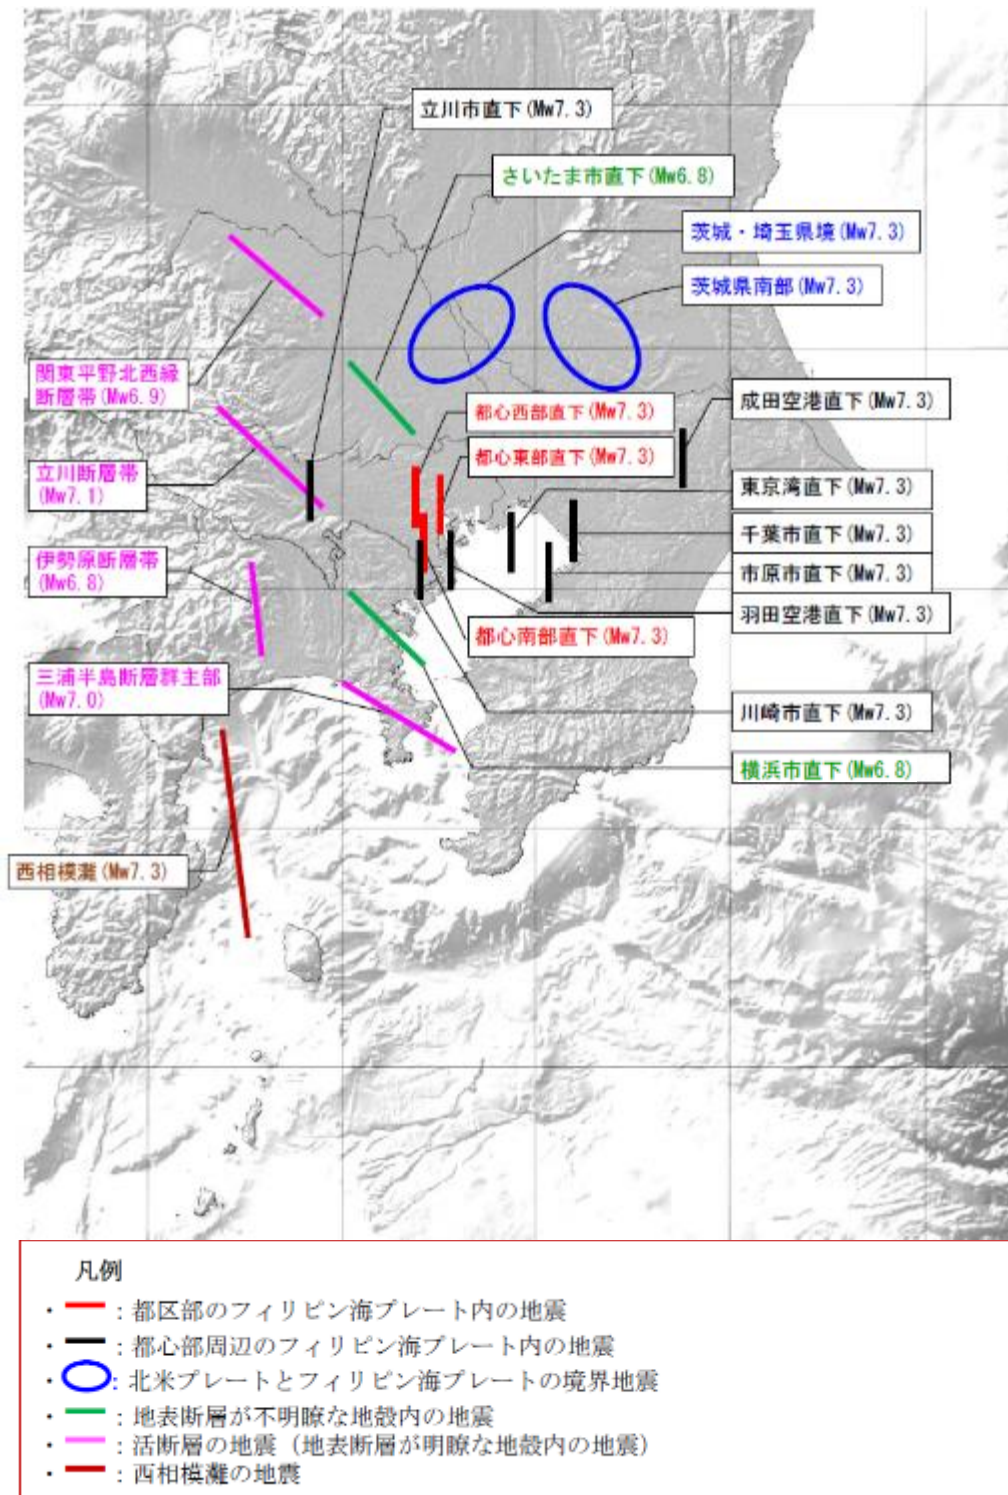 立川市直下(Mw7.3)
さいたま市直下(Mw6.8)
茨城・埼玉県境(Mw7.3)
茨城県南部(Mw7.3)
関東平野北西縁
断層帯(Mw6.9)
都心西部直下(Mw7.3)
成田空港直下(Mw7.3)
都心東部直下(Mw7.3)
立川断層帯
(Mw7.1)
東京湾直下(Mw7.3)
千葉市直下(Mw7.3)
伊勢原断層帯
(Mw6.8)
市原市直下(Mw7.3)
羽田空港直下(Mw7.3)
都心南部直下(Mw7.3)
三浦半島断層群主部
(Mw7.0)
川崎市直下(Mw7.3)
横浜市直下(Mw6.8)
西相模灘(Mw7.3)
凡例
・ : 都区部のフィリピン海プレート内の地震
・ : 都心部周辺のフィリピン海プレート内の地震
・ : 北米プレートとフィリピン海プレートの境界地震
・ : 地表断層が不明瞭な地殻内の地震
・ : 活断層の地震（地表断層が明瞭な地殻内の地震）
・ : 西相模灘の地震